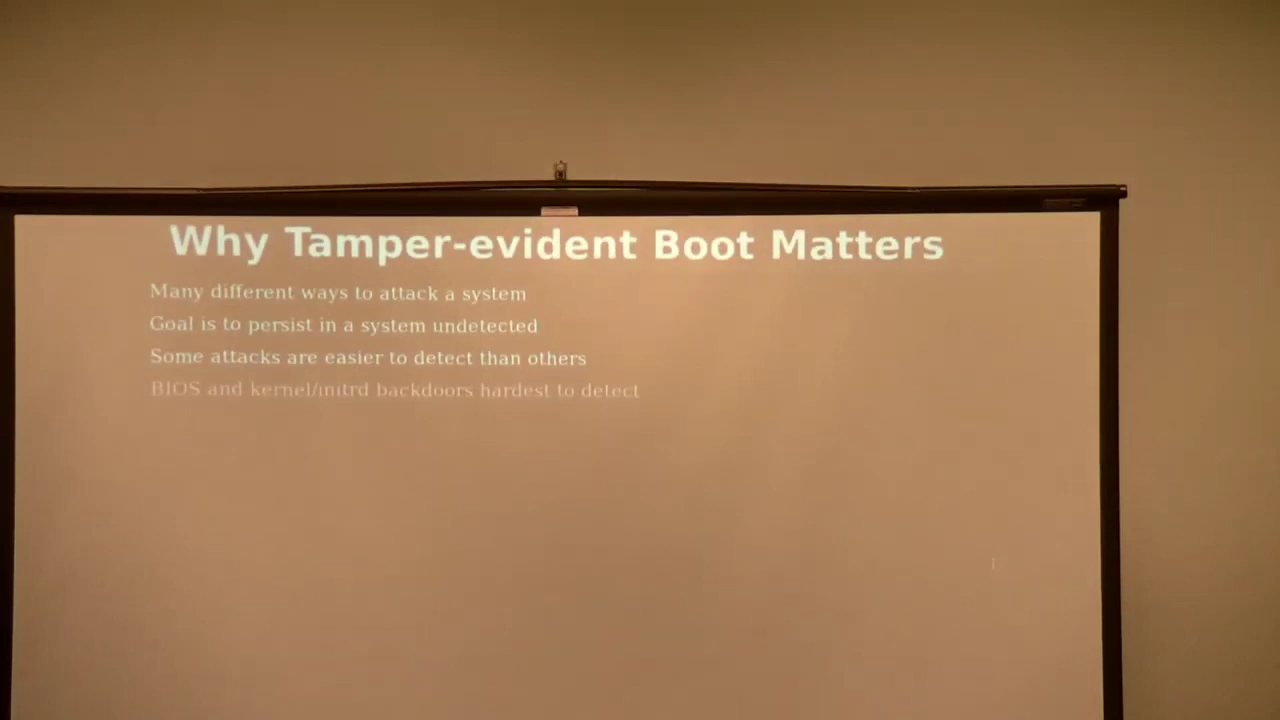 Why Tamper-evident Boot Matters
Many different ways to attack a system
Goal is to persist in a system undetected
Some attacks are easier to detect than others
BIOS and kernel/initrd backdoors hardest to detect